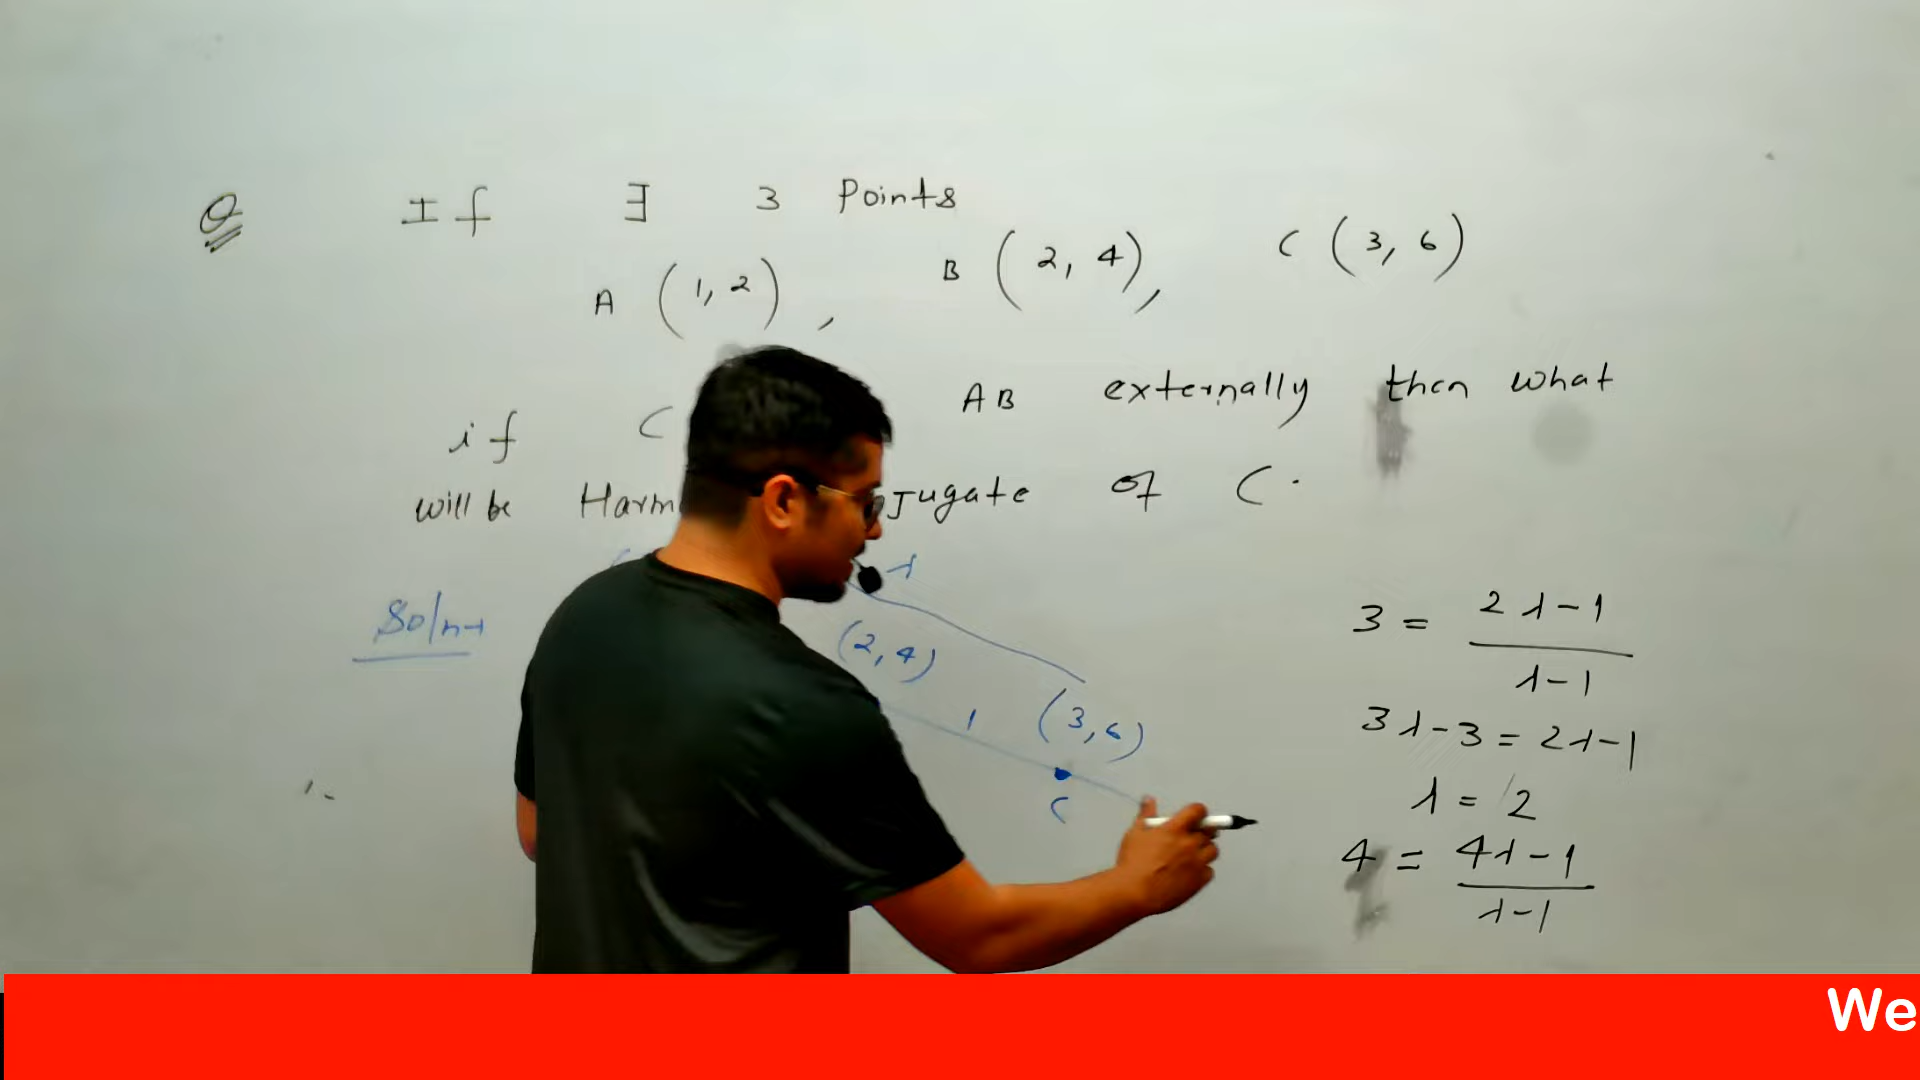 Q If ∃ 3 Points
A (1, 2), B (2, 4), C (3, 6)
if C AB externally then what
will be Harm jugate of C.
Soln→ λ
(2, 4)
1 (3, 6)
C
3 = (2λ-1)/(λ-1)
3λ-3 = 2λ-1
λ = 2
4 = (4λ-1)/(λ-1)
We